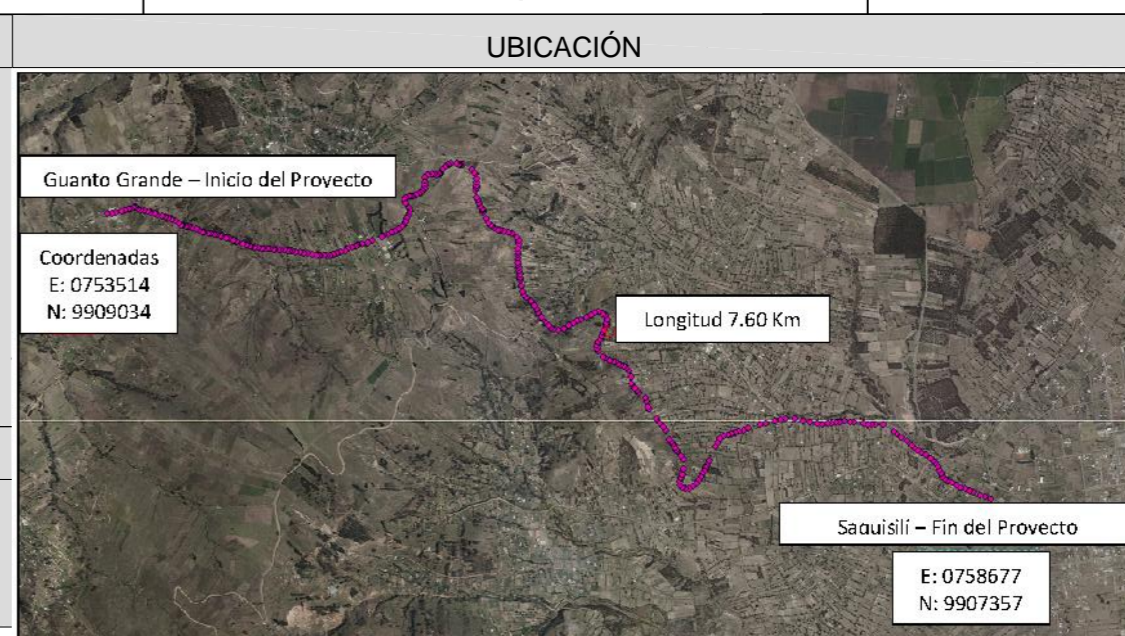 UBICACIÓN
Guanto Grande – Inicio del Proyecto
Coordenadas
E: 0753514
N: 9909034
Longitud 7.60 Km
Saquisilí – Fin del Proyecto
E: 0758677
N: 9907357